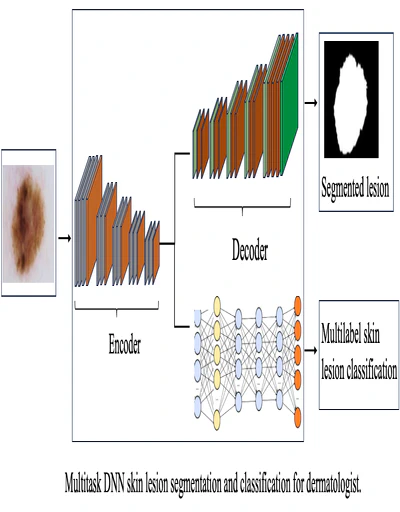 Segmented lesion
Decoder
Encoder
Multilabel skin
lesion classification
Multitask DNN skin lesion segmentation and classification for dermatologist.